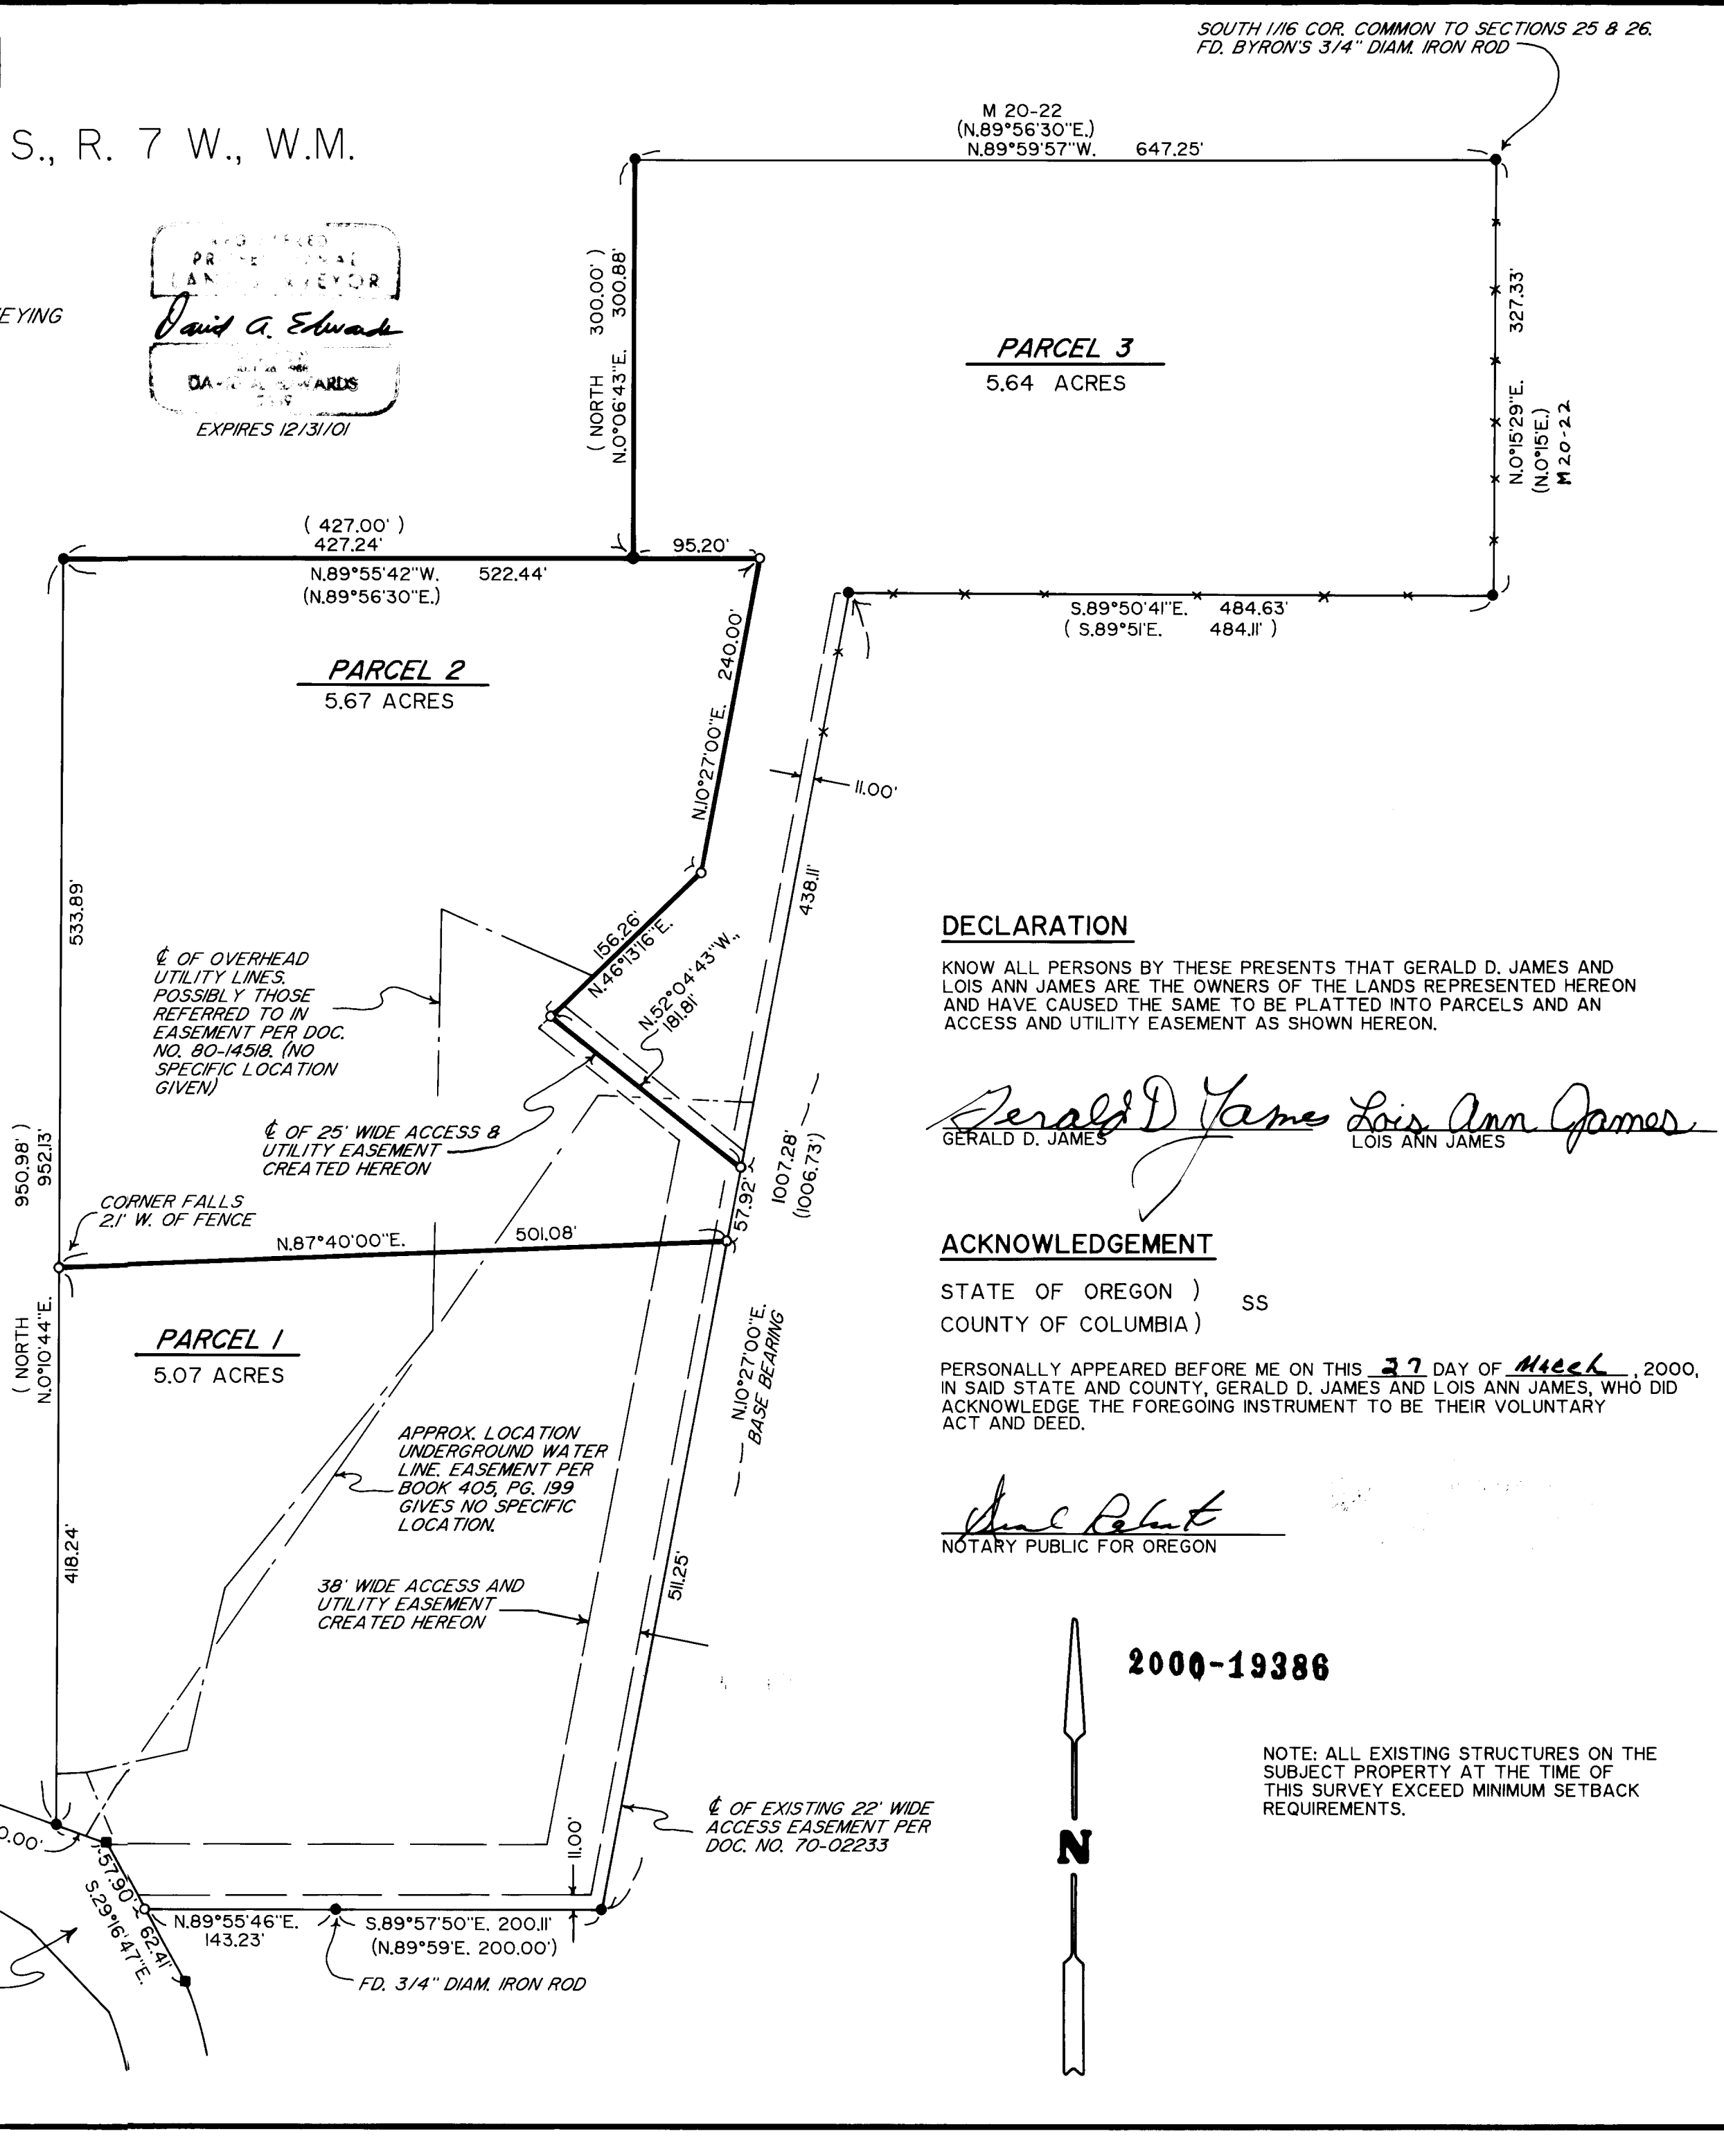 SOUTH 1/16 COR. COMMON TO SECTIONS 25 & 26.
FD. BYRON'S 3/4" DIAM. IRON ROD
S., R. 7 W., W.M.
M 20-22
(N.89°56'30"E.)
N.89°59'57"W. 647.25'
LAND
EYOR
David A. Edwards
WARDS
EXPIRES 12/31/01
EYING
(NORTH 300.00')
N.0°06'43"E. 300.88'
PARCEL 3
5.64 ACRES
327.33'
N.0°15'29"E.
(N.0°15'E.)
M 20-22
(427.00')
427.24'
95.20'
N.89°55'42"W. 522.44'
(N.89°56'30"E.)
S.89°50'41"E. 484.63'
(S.89°51'E. 484.11')
PARCEL 2
5.67 ACRES
240.00'
N.10°27'00"E.
11.00'
438.11'
533.89'
156.26'
N.46°13'16"E.
N.52°04'43"W.,
181.81'
℄ OF OVERHEAD
UTILITY LINES.
POSSIBLY THOSE
REFERRED TO IN
EASEMENT PER DOC.
NO. 80-14518. (NO
SPECIFIC LOCATION
GIVEN)
℄ OF 25' WIDE ACCESS &
UTILITY EASEMENT
CREATED HEREON
DECLARATION
KNOW ALL PERSONS BY THESE PRESENTS THAT GERALD D. JAMES AND
LOIS ANN JAMES ARE THE OWNERS OF THE LANDS REPRESENTED HEREON
AND HAVE CAUSED THE SAME TO BE PLATTED INTO PARCELS AND AN
ACCESS AND UTILITY EASEMENT AS SHOWN HEREON.
Gerald D James Lois Ann James
GERALD D. JAMES LOIS ANN JAMES
(NORTH 950.98')
N.0°10'44"E. 952.13'
CORNER FALLS
2.1' W. OF FENCE
1007.28'
(1006.73')
57.92'
N.87°40'00"E. 501.08'
N.10°27'00"E.
BASE BEARING
ACKNOWLEDGEMENT
STATE OF OREGON )
SS
COUNTY OF COLUMBIA )
PERSONALLY APPEARED BEFORE ME ON THIS 27 DAY OF March, 2000,
IN SAID STATE AND COUNTY, GERALD D. JAMES AND LOIS ANN JAMES, WHO DID
ACKNOWLEDGE THE FOREGOING INSTRUMENT TO BE THEIR VOLUNTARY
ACT AND DEED.
NOTARY PUBLIC FOR OREGON
PARCEL 1
5.07 ACRES
APPROX. LOCATION
UNDERGROUND WATER
LINE. EASEMENT PER
BOOK 405, PG. 199
GIVES NO SPECIFIC
LOCATION.
418.24'
511.25'
38' WIDE ACCESS AND
UTILITY EASEMENT
CREATED HEREON
2000-19386
NOTE: ALL EXISTING STRUCTURES ON THE
SUBJECT PROPERTY AT THE TIME OF
THIS SURVEY EXCEED MINIMUM SETBACK
REQUIREMENTS.
N
℄ OF EXISTING 22' WIDE
ACCESS EASEMENT PER
DOC. NO. 70-02233
11.00'
0.00'
57.90'
62.41'
S.29°16'47"E.
N.89°55'46"E.
143.23'
S.89°57'50"E. 200.11'
(N.89°59'E. 200.00')
FD. 3/4" DIAM. IRON ROD